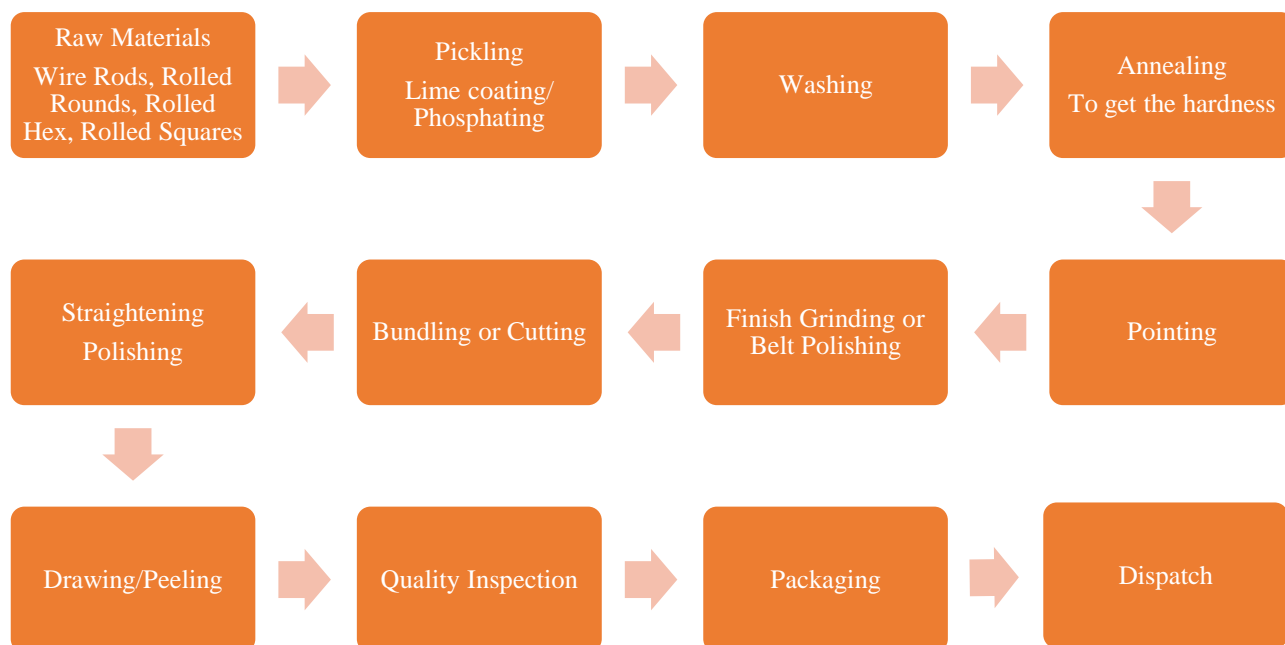 Raw Materials
Wire Rods, Rolled
Rounds, Rolled
Hex, Rolled Squares
Pickling
Lime coating/
Phosphating
Washing
Annealing
To get the hardness
Pointing
Finish Grinding or
Belt Polishing
Bundling or Cutting
Straightening
Polishing
Drawing/Peeling
Quality Inspection
Packaging
Dispatch